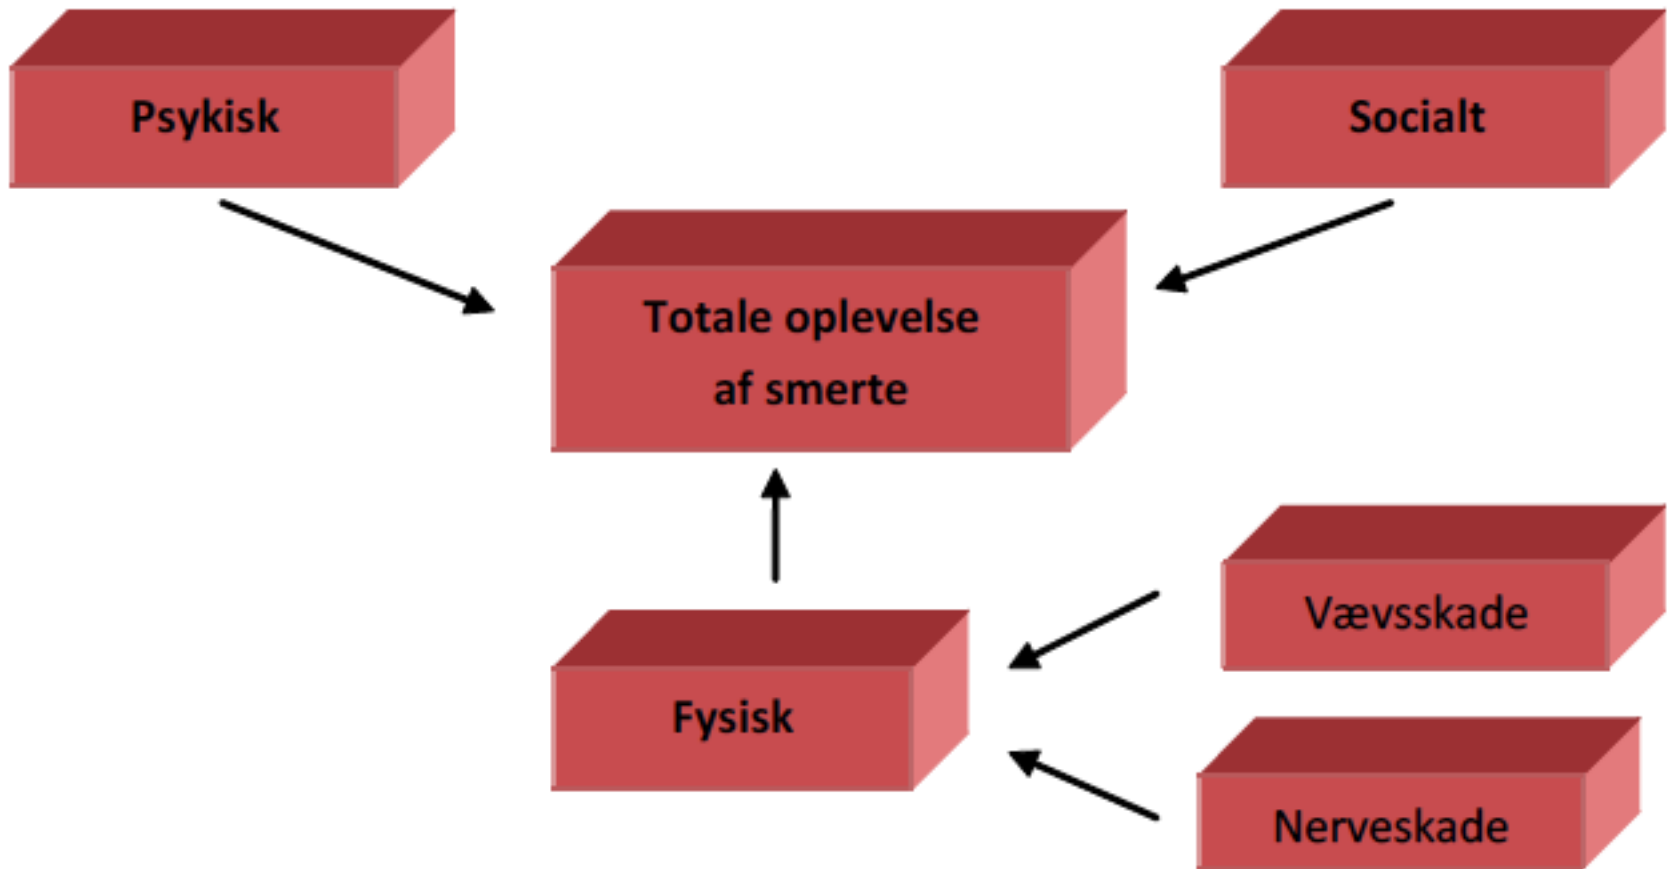 Psykisk
Socialt
Totale oplevelse
af smerte
Vævsskade
Fysisk
Nerveskade